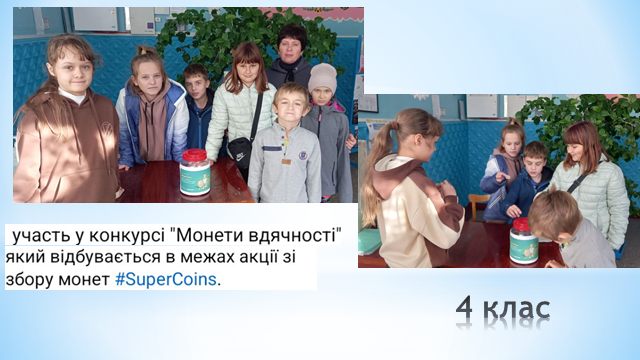 участь у конкурсі "Монети вдячності"
який відбувається в межах акції зі
збору монет #SuperCoins.
4 клас